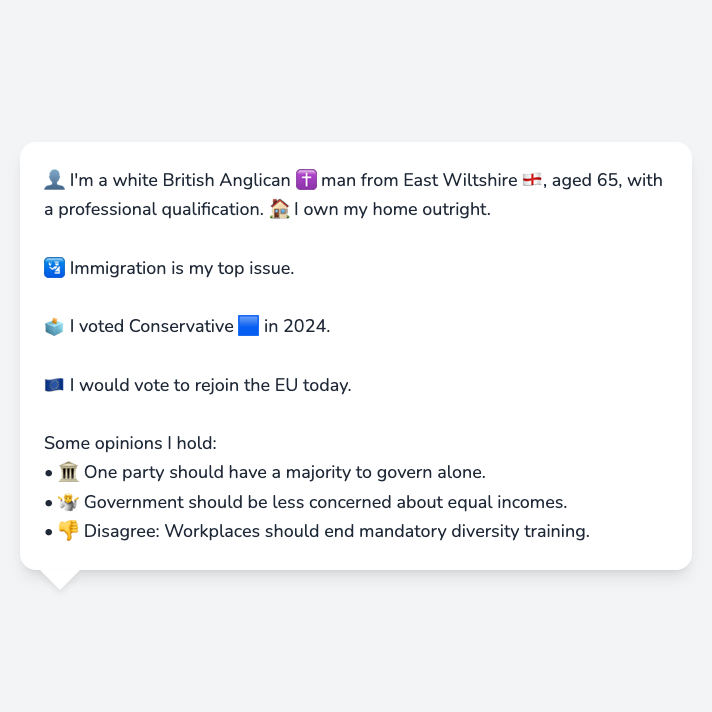 👤 I'm a white British Anglican ✝️ man from East Wiltshire 🏴󠁧󠁢󠁥󠁮󠁧󠁿, aged 65, with
a professional qualification. 🏠 I own my home outright.
🛂 Immigration is my top issue.
🗳️ I voted Conservative 🟦 in 2024.
🇪🇺 I would vote to rejoin the EU today.
Some opinions I hold:
• 🏛️ One party should have a majority to govern alone.
• 🤷 Government should be less concerned about equal incomes.
• 👎 Disagree: Workplaces should end mandatory diversity training.